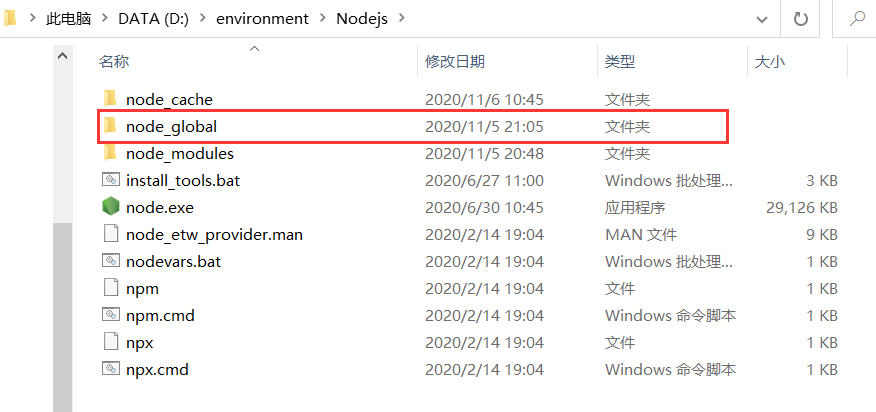 此电脑 > DATA (D:) > environment > Nodejs >
名称 修改日期 类型 大小
node_cache 2020/11/6 10:45 文件夹
node_global 2020/11/5 21:05 文件夹
node_modules 2020/11/5 20:48 文件夹
install_tools.bat 2020/6/27 11:00 Windows 批处理... 3 KB
node.exe 2020/6/30 10:45 应用程序 29,126 KB
node_etw_provider.man 2020/2/14 19:04 MAN 文件 9 KB
nodevars.bat 2020/2/14 19:04 Windows 批处理... 1 KB
npm 2020/2/14 19:04 文件 1 KB
npm.cmd 2020/2/14 19:04 Windows 命令脚本 1 KB
npx 2020/2/14 19:04 文件 1 KB
npx.cmd 2020/2/14 19:04 Windows 命令脚本 1 KB